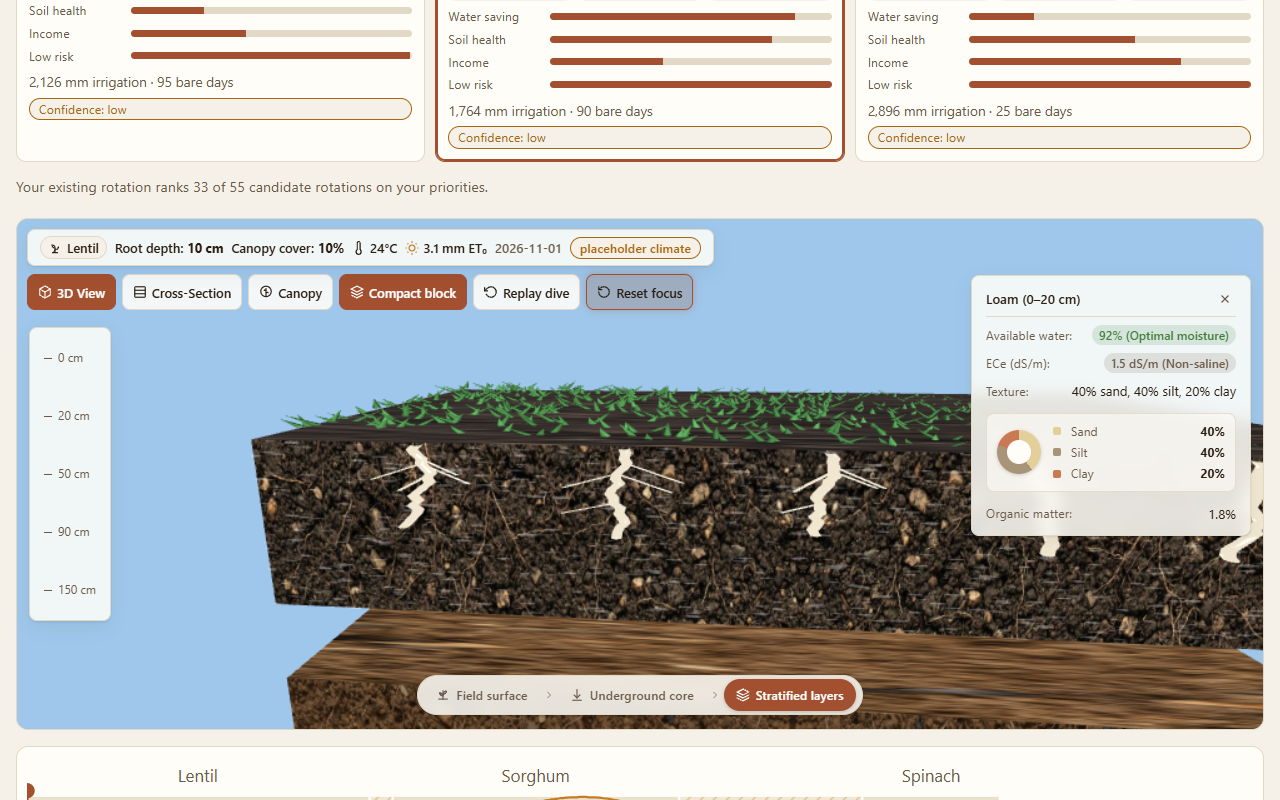 Soil health
Income
Low risk
2,126 mm irrigation · 95 bare days
Confidence: low
Water saving
Soil health
Income
Low risk
1,764 mm irrigation · 90 bare days
Confidence: low
Water saving
Soil health
Income
Low risk
2,896 mm irrigation · 25 bare days
Confidence: low
Your existing rotation ranks 33 of 55 candidate rotations on your priorities.
Lentil Root depth: 10 cm Canopy cover: 10% 24°C 3.1 mm ET₀ 2026-11-01 placeholder climate
3D View Cross-Section Canopy Compact block Replay dive Reset focus
0 cm
20 cm
50 cm
90 cm
150 cm
Loam (0–20 cm) ×
Available water: 92% (Optimal moisture)
ECe (dS/m): 1.5 dS/m (Non-saline)
Texture: 40% sand, 40% silt, 20% clay
Sand 40%
Silt 40%
Clay 20%
Organic matter: 1.8%
Field surface › Underground core › Stratified layers
Lentil Sorghum Spinach